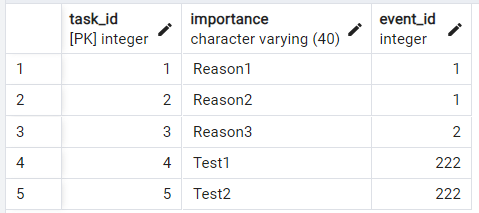 task_id importance event_id
[PK] integer character varying (40) integer
1 1 Reason1 1
2 2 Reason2 1
3 3 Reason3 2
4 4 Test1 222
5 5 Test2 222